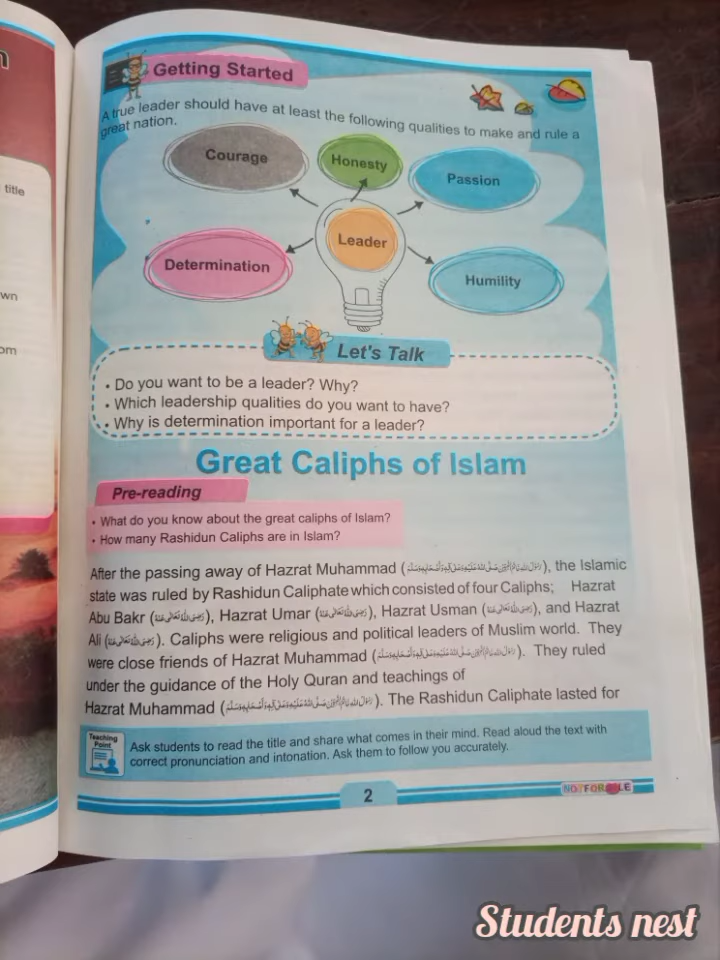 n
title
wn
om
Getting Started
A true leader should have at least the following qualities to make and rule a
great nation.
Courage
Honesty
Passion
Leader
Determination
Humility
Let's Talk
• Do you want to be a leader? Why?
• Which leadership qualities do you want to have?
• Why is determination important for a leader?
Great Caliphs of Islam
Pre-reading
• What do you know about the great caliphs of Islam?
• How many Rashidun Caliphs are in Islam?
After the passing away of Hazrat Muhammad (), the Islamic
state was ruled by Rashidun Caliphate which consisted of four Caliphs; Hazrat
Abu Bakr (), Hazrat Umar (), Hazrat Usman (), and Hazrat
Ali (). Caliphs were religious and political leaders of Muslim world. They
were close friends of Hazrat Muhammad (). They ruled
under the guidance of the Holy Quran and teachings of
Hazrat Muhammad (). The Rashidun Caliphate lasted for
Teaching
Point
Ask students to read the title and share what comes in their mind. Read aloud the text with
correct pronunciation and intonation. Ask them to follow you accurately.
2
Students nest